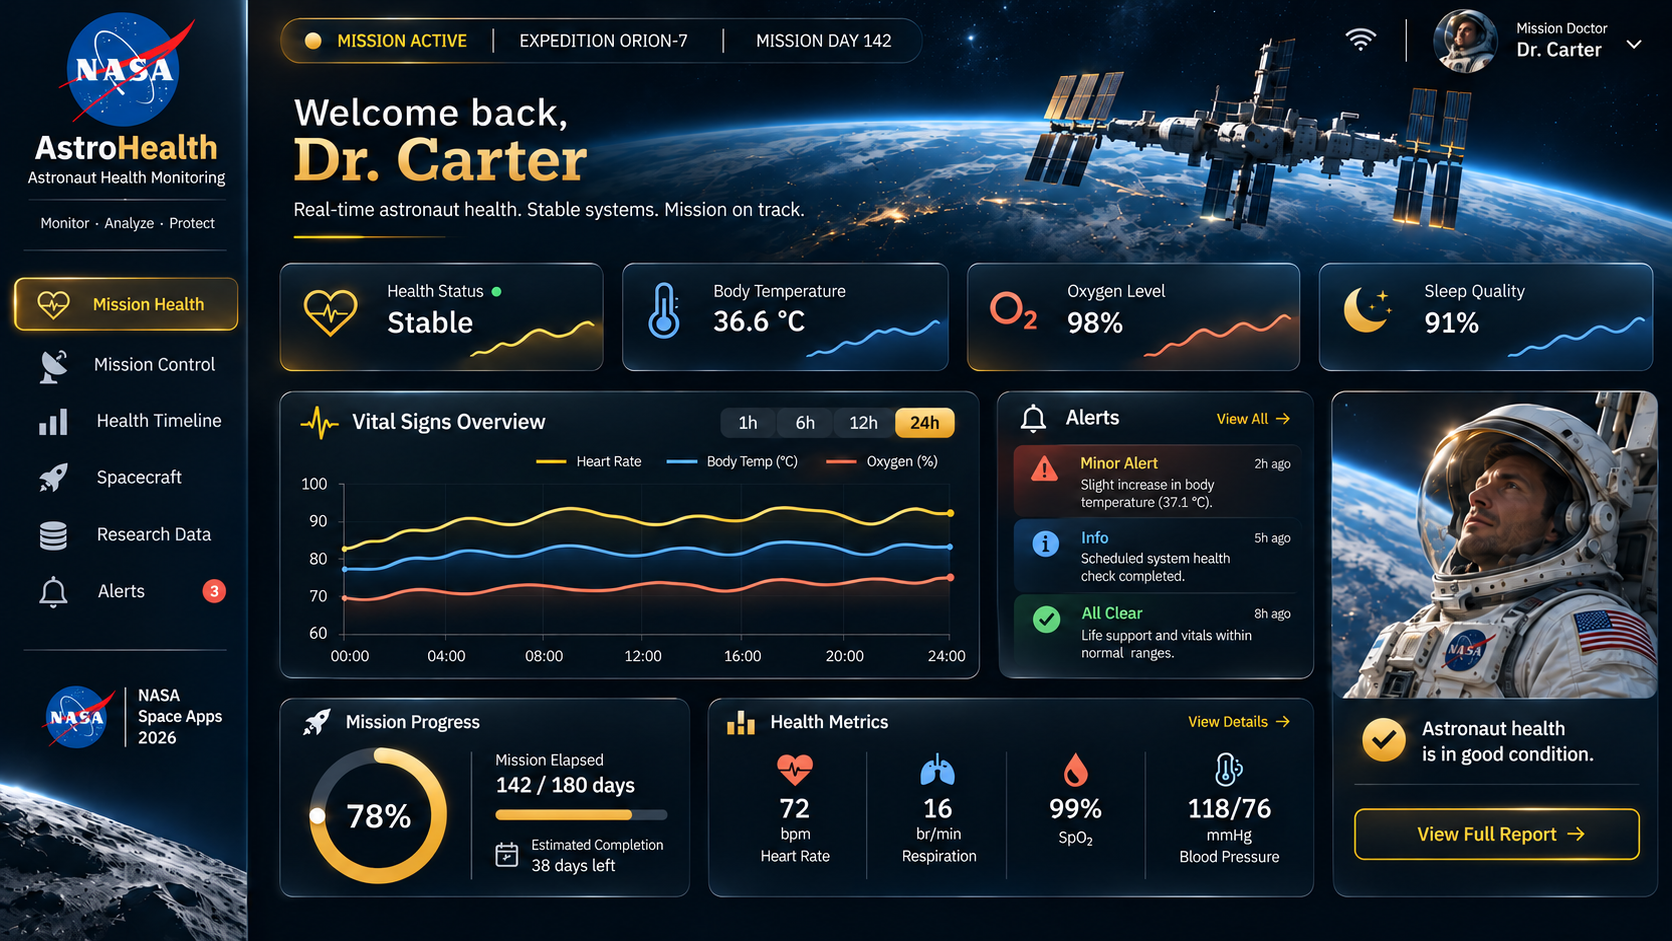 NASA
AstroHealth
Astronaut Health Monitoring
Monitor · Analyze · Protect
Mission Health
Mission Control
Health Timeline
Spacecraft
Research Data
Alerts
3
NASA
NASA
Space Apps
2026
MISSION ACTIVE | EXPEDITION ORION-7 | MISSION DAY 142
Mission Doctor
Dr. Carter
Welcome back,
Dr. Carter
Real-time astronaut health. Stable systems. Mission on track.
Health Status
Stable
Body Temperature
36.6 °C
O2
Oxygen Level
98%
Sleep Quality
91%
Vital Signs Overview
1h 6h 12h 24h
Heart Rate Body Temp (°C) Oxygen (%)
100
90
80
70
60
00:00 04:00 08:00 12:00 16:00 20:00 24:00
Alerts
View All →
Minor Alert
2h ago
Slight increase in body
temperature (37.1 °C).
Info
5h ago
Scheduled system health
check completed.
All Clear
8h ago
Life support and vitals within
normal ranges.
NASA
Astronaut health
is in good condition.
View Full Report →
Mission Progress
78%
Mission Elapsed
142 / 180 days
Estimated Completion
38 days left
Health Metrics
View Details →
72
bpm
Heart Rate
16
br/min
Respiration
99%
SpO₂
118/76
mmHg
Blood Pressure